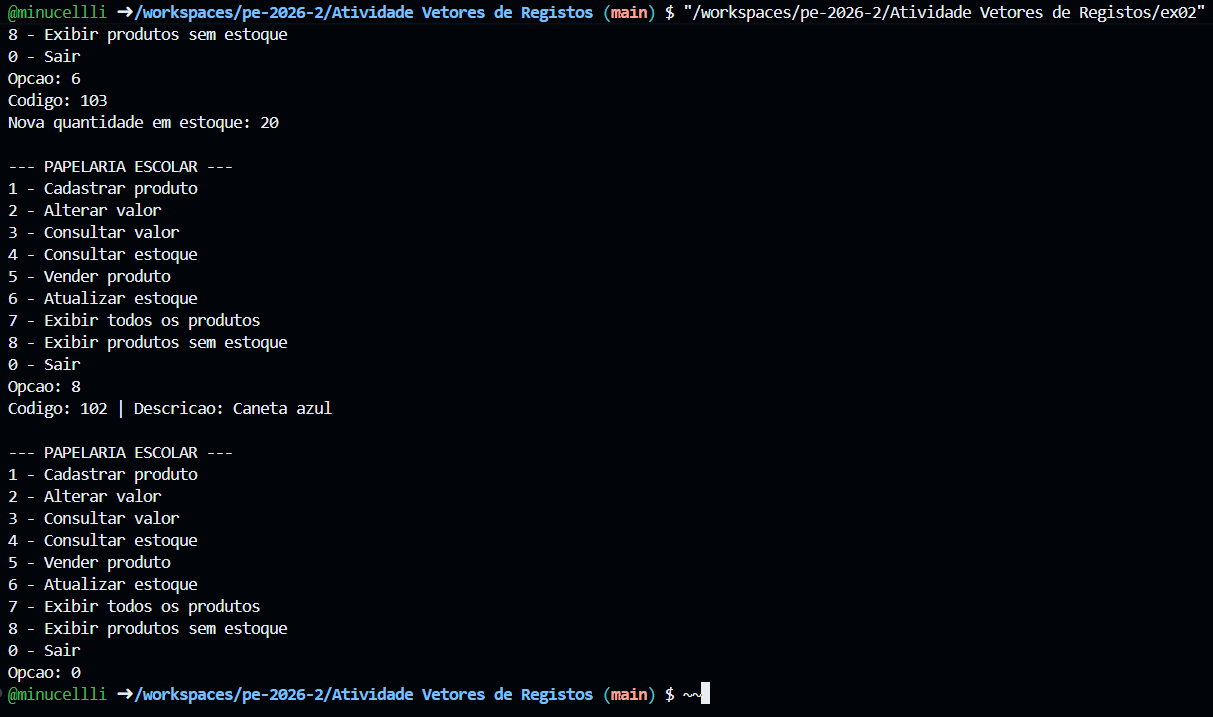 @minucellli ➜/workspaces/pe-2026-2/Atividade Vetores de Registos (main) $ "/workspaces/pe-2026-2/Atividade Vetores de Registos/ex02"
8 - Exibir produtos sem estoque
0 - Sair
Opcao: 6
Codigo: 103
Nova quantidade em estoque: 20

--- PAPELARIA ESCOLAR ---
1 - Cadastrar produto
2 - Alterar valor
3 - Consultar valor
4 - Consultar estoque
5 - Vender produto
6 - Atualizar estoque
7 - Exibir todos os produtos
8 - Exibir produtos sem estoque
0 - Sair
Opcao: 8
Codigo: 102 | Descricao: Caneta azul

--- PAPELARIA ESCOLAR ---
1 - Cadastrar produto
2 - Alterar valor
3 - Consultar valor
4 - Consultar estoque
5 - Vender produto
6 - Atualizar estoque
7 - Exibir todos os produtos
8 - Exibir produtos sem estoque
0 - Sair
Opcao: 0
@minucellli ➜/workspaces/pe-2026-2/Atividade Vetores de Registos (main) $ ~~